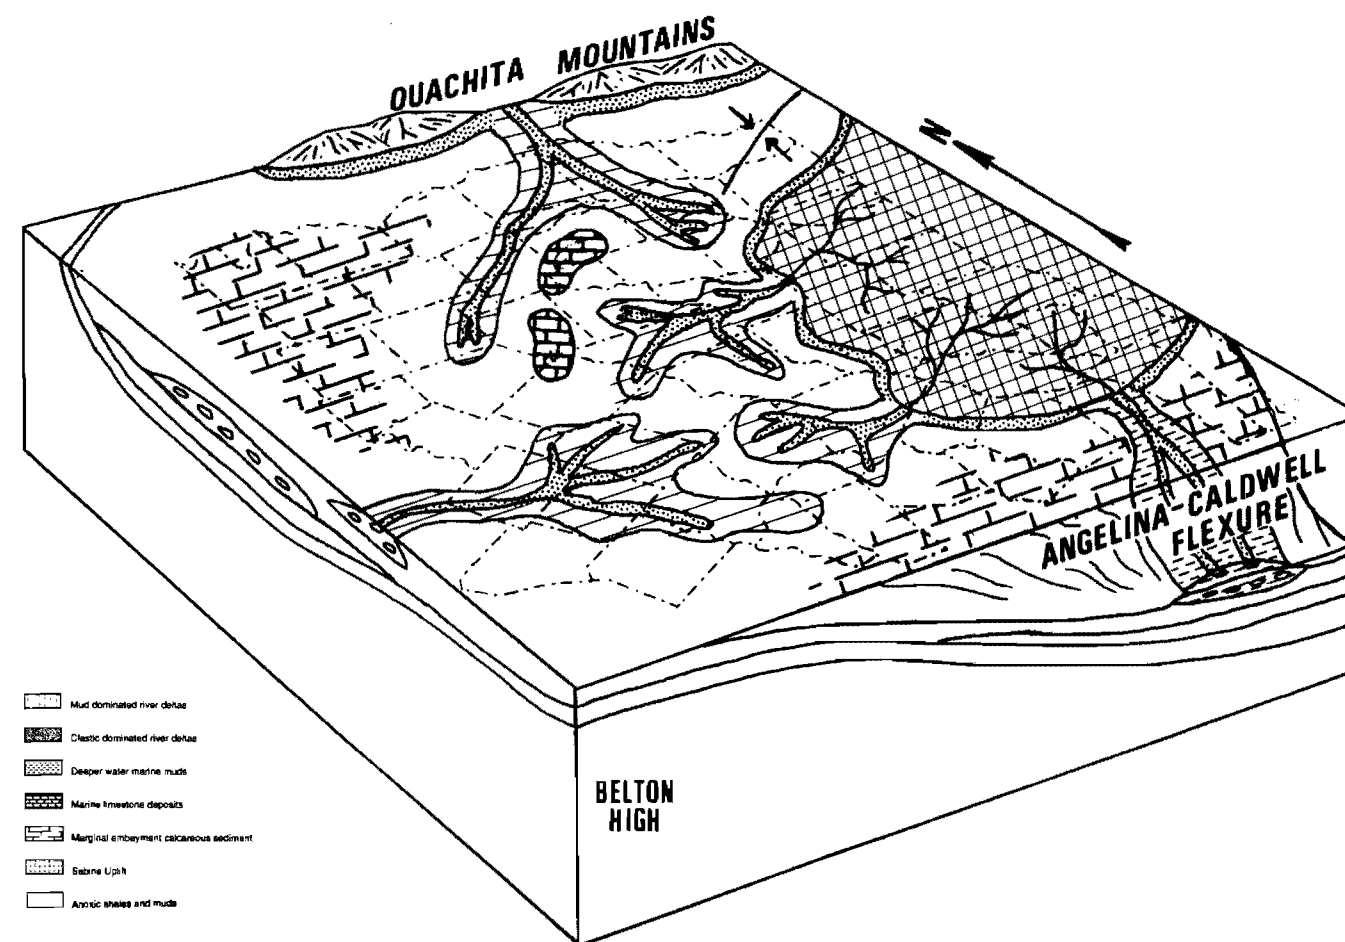 OUACHITA MOUNTAINS
N
ANGELINA-CALDWELL
FLEXURE
BELTON
HIGH
Mud dominated river deltas
Clastic dominated river deltas
Deeper water marine muds
Marine limestone deposits
Marginal embayment calcareous sediment
Sabine Uplift
Anoxic shales and muds